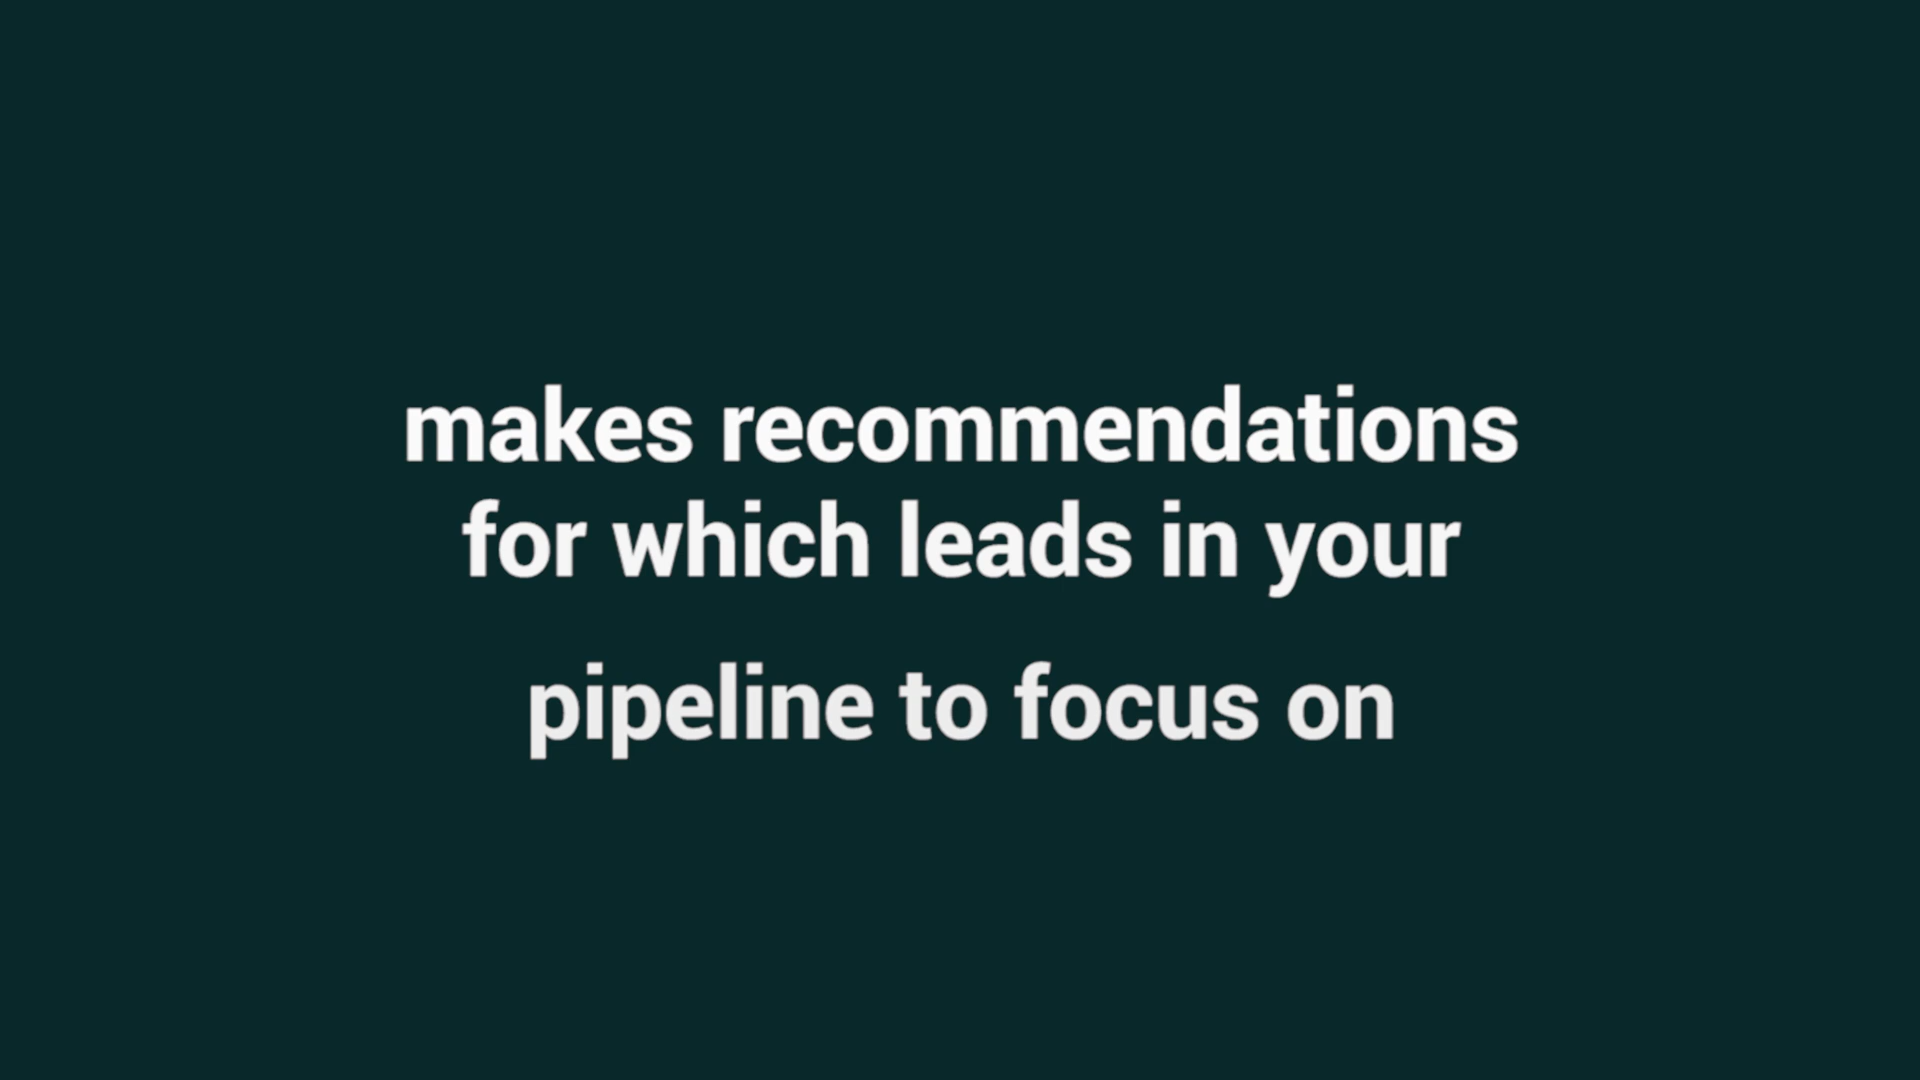 makes recommendations
for which leads in your
pipeline to focus on